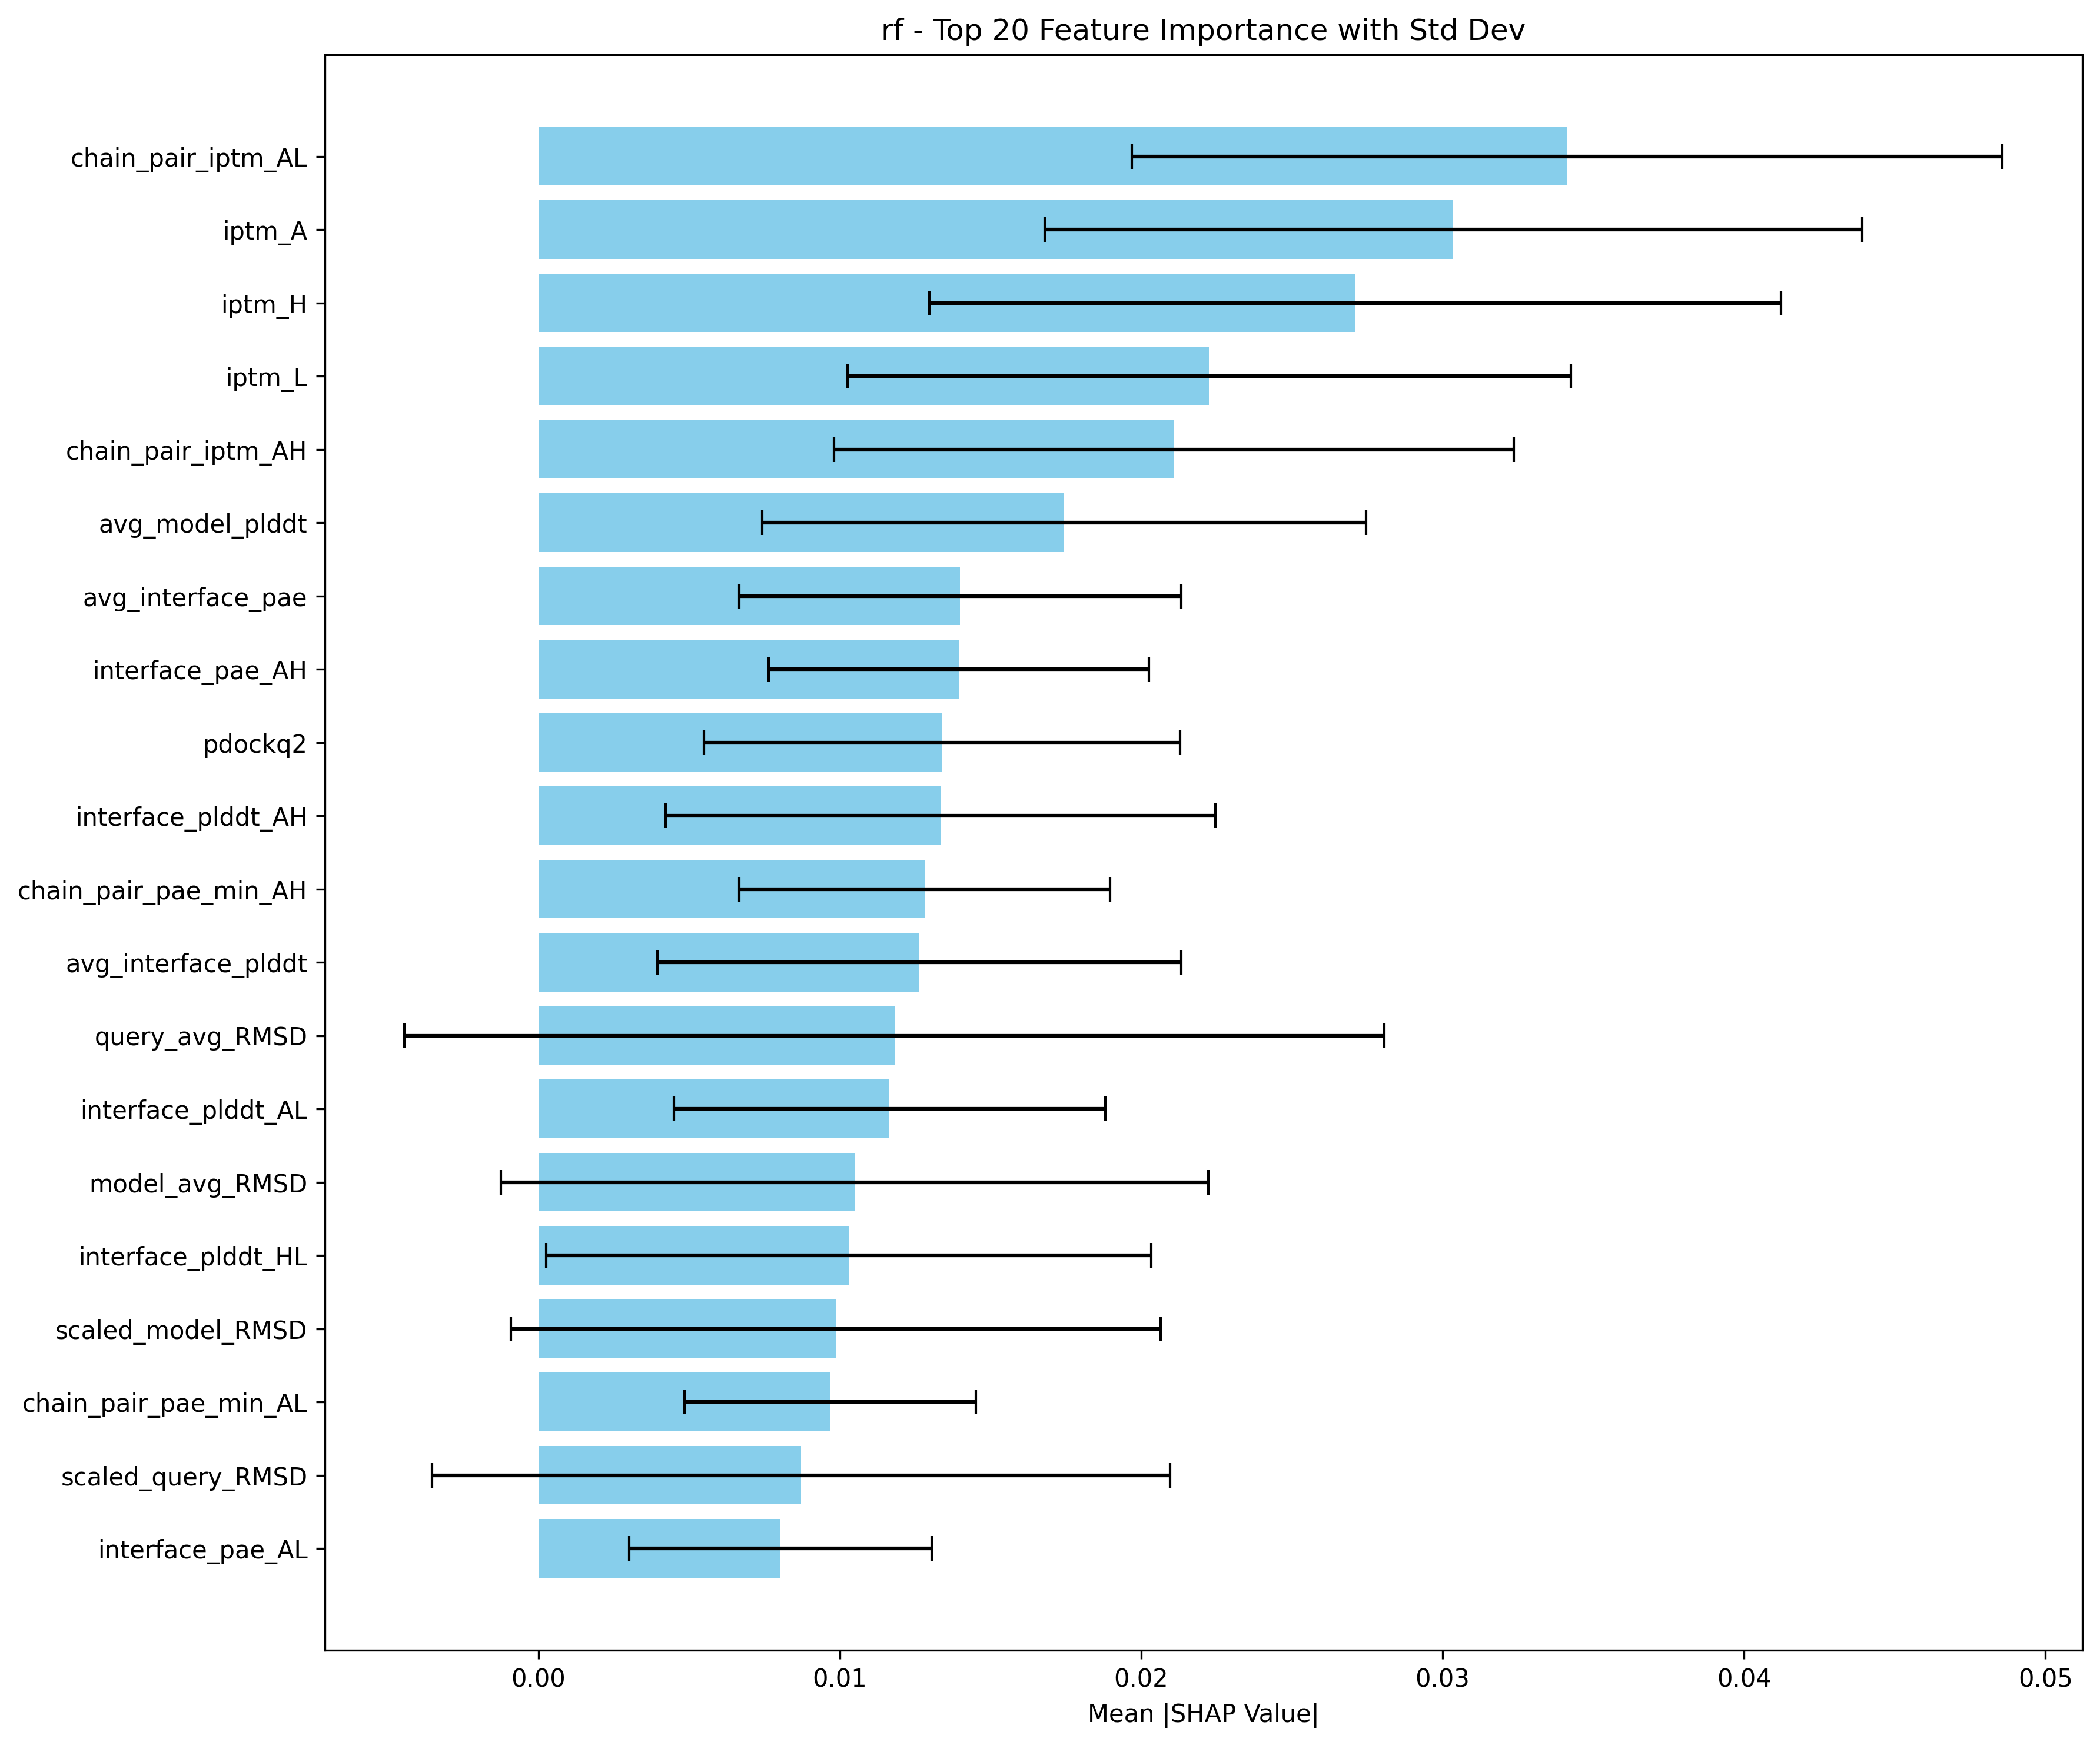 rf - Top 20 Feature Importance with Std Dev
chain_pair_iptm_AL
iptm_A
iptm_H
iptm_L
chain_pair_iptm_AH
avg_model_plddt
avg_interface_pae
interface_pae_AH
pdockq2
interface_plddt_AH
chain_pair_pae_min_AH
avg_interface_plddt
query_avg_RMSD
interface_plddt_AL
model_avg_RMSD
interface_plddt_HL
scaled_model_RMSD
chain_pair_pae_min_AL
scaled_query_RMSD
interface_pae_AL
0.00 0.01 0.02 0.03 0.04 0.05
Mean |SHAP Value|